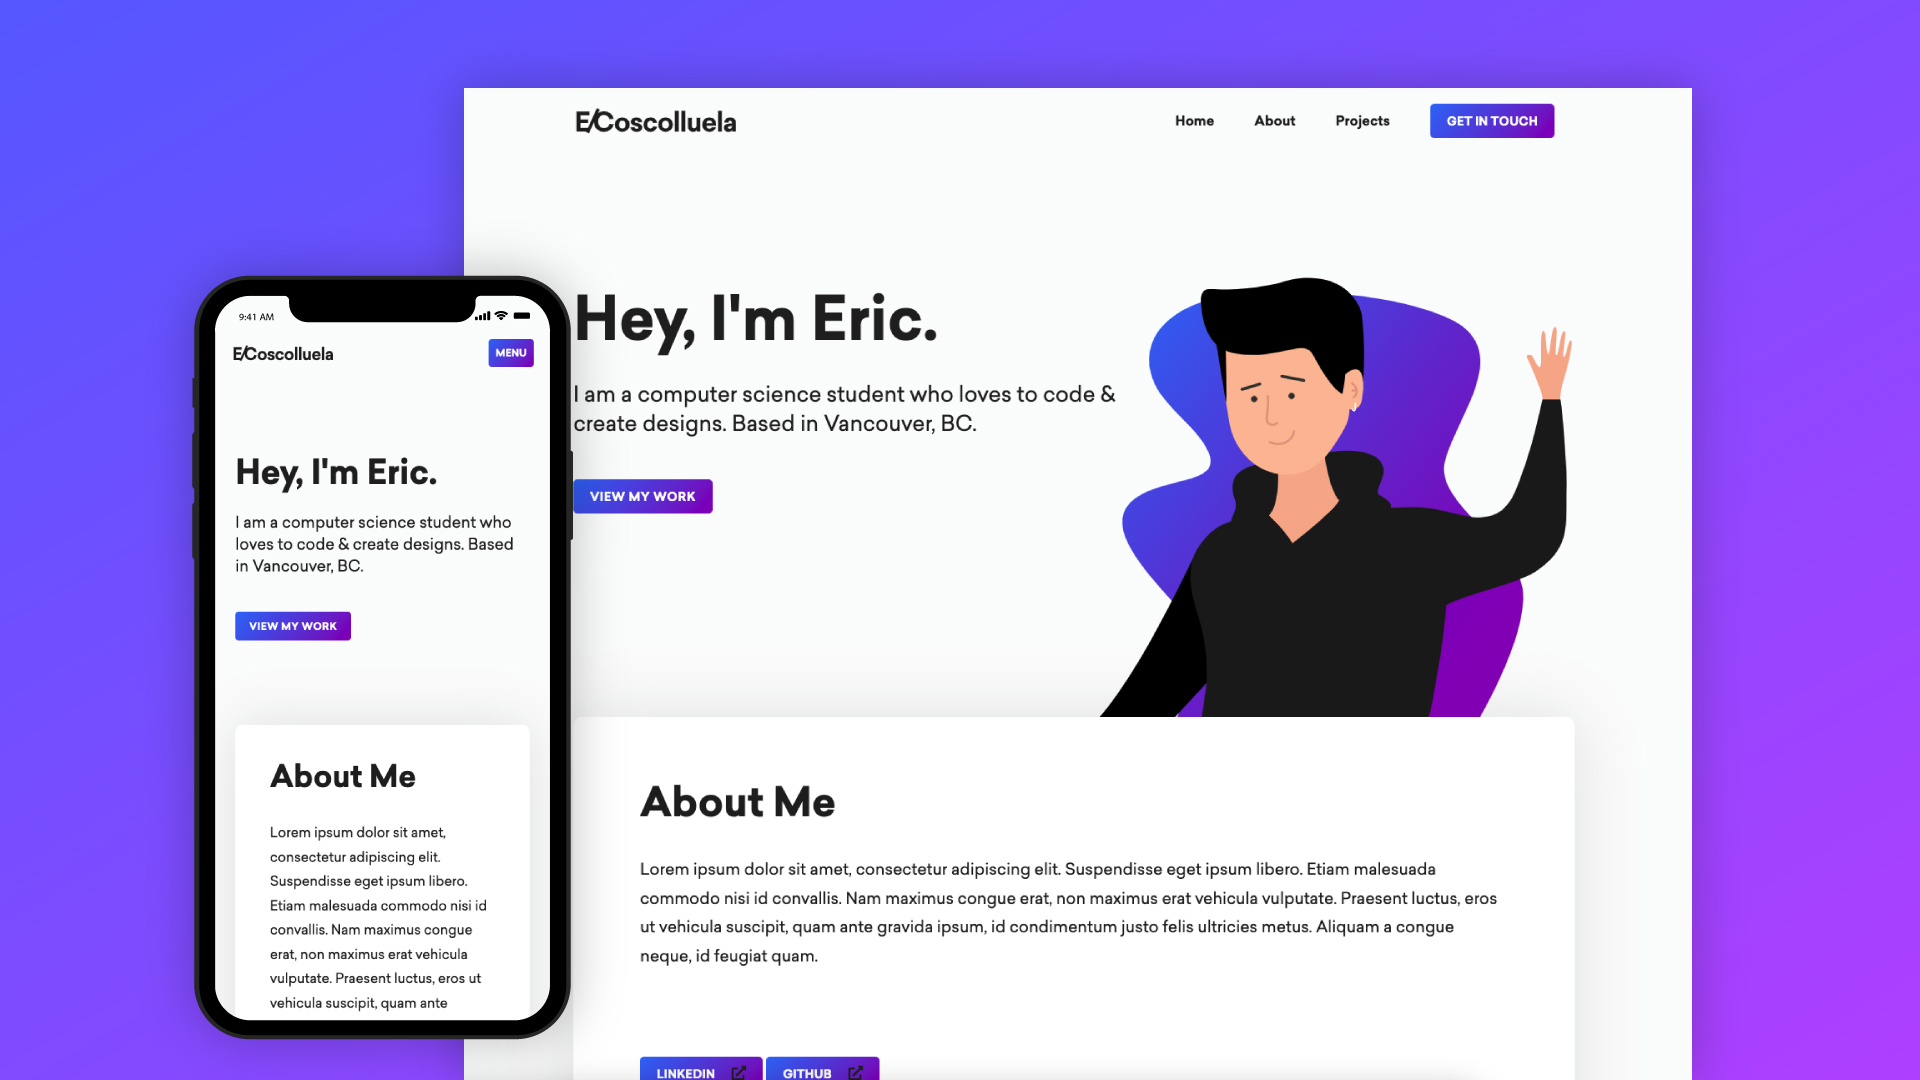 E/Coscolluela
Home
About
Projects
GET IN TOUCH
Hey, I'm Eric.
I am a computer science student who loves to code &
create designs. Based in Vancouver, BC.
VIEW MY WORK
About Me
Lorem ipsum dolor sit amet, consectetur adipiscing elit. Suspendisse eget ipsum libero. Etiam malesuada
commodo nisi id convallis. Nam maximus congue erat, non maximus erat vehicula vulputate. Praesent luctus, eros
ut vehicula suscipit, quam ante gravida ipsum, id condimentum justo felis ultricies metus. Aliquam a congue
neque, id feugiat quam.
LINKEDIN
GITHUB
9:41 AM
E/Coscolluela
MENU
Hey, I'm Eric.
I am a computer science student who
loves to code & create designs. Based
in Vancouver, BC.
VIEW MY WORK
About Me
Lorem ipsum dolor sit amet,
consectetur adipiscing elit.
Suspendisse eget ipsum libero.
Etiam malesuada commodo nisi id
convallis. Nam maximus congue
erat, non maximus erat vehicula
vulputate. Praesent luctus, eros ut
vehicula suscipit, quam ante